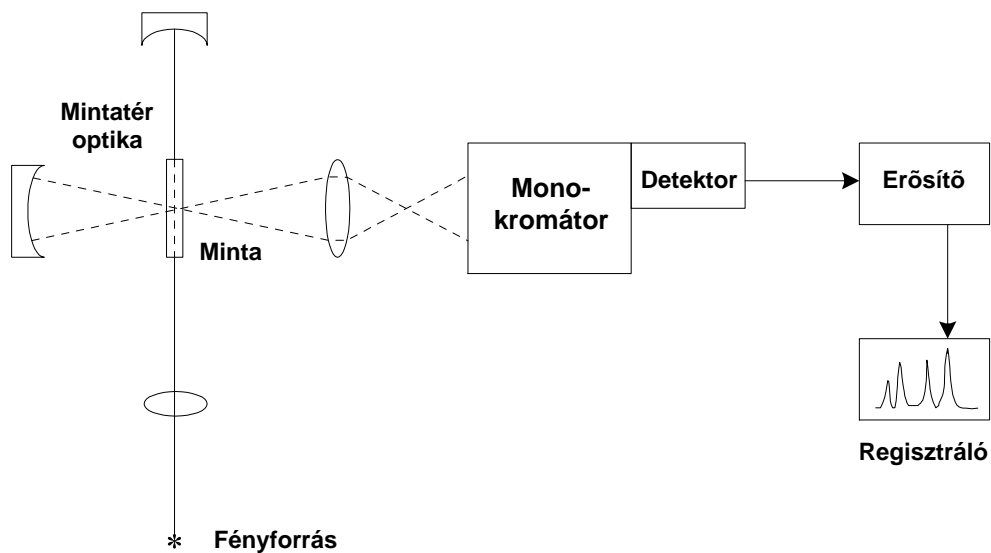 Mintatér
optika
Minta
Mono-
kromátor
Detektor
Erõsítõ
Regisztráló
Fényforrás